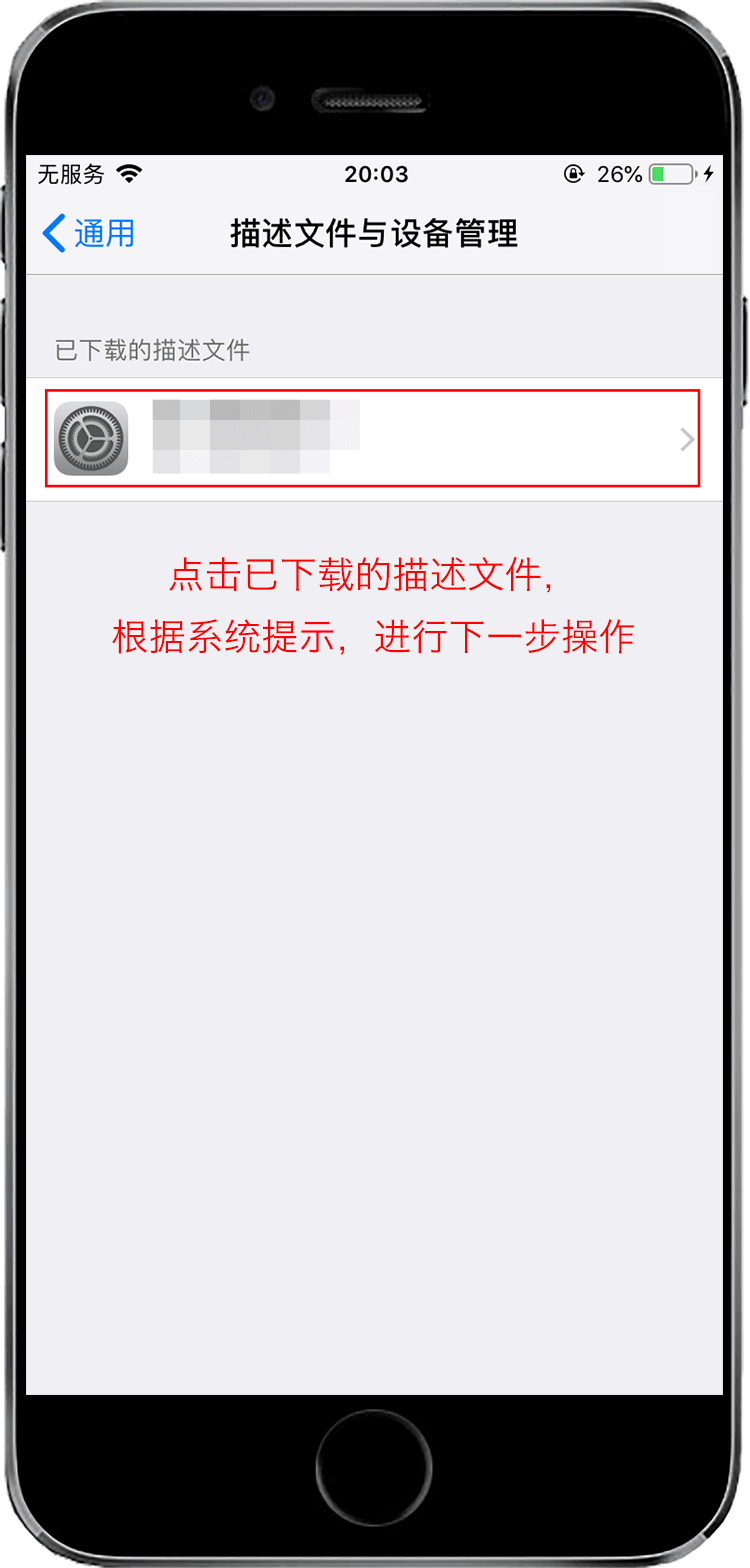 无服务 20:03 26%
通用 描述文件与设备管理
已下载的描述文件
点击已下载的描述文件，
根据系统提示，进行下一步操作